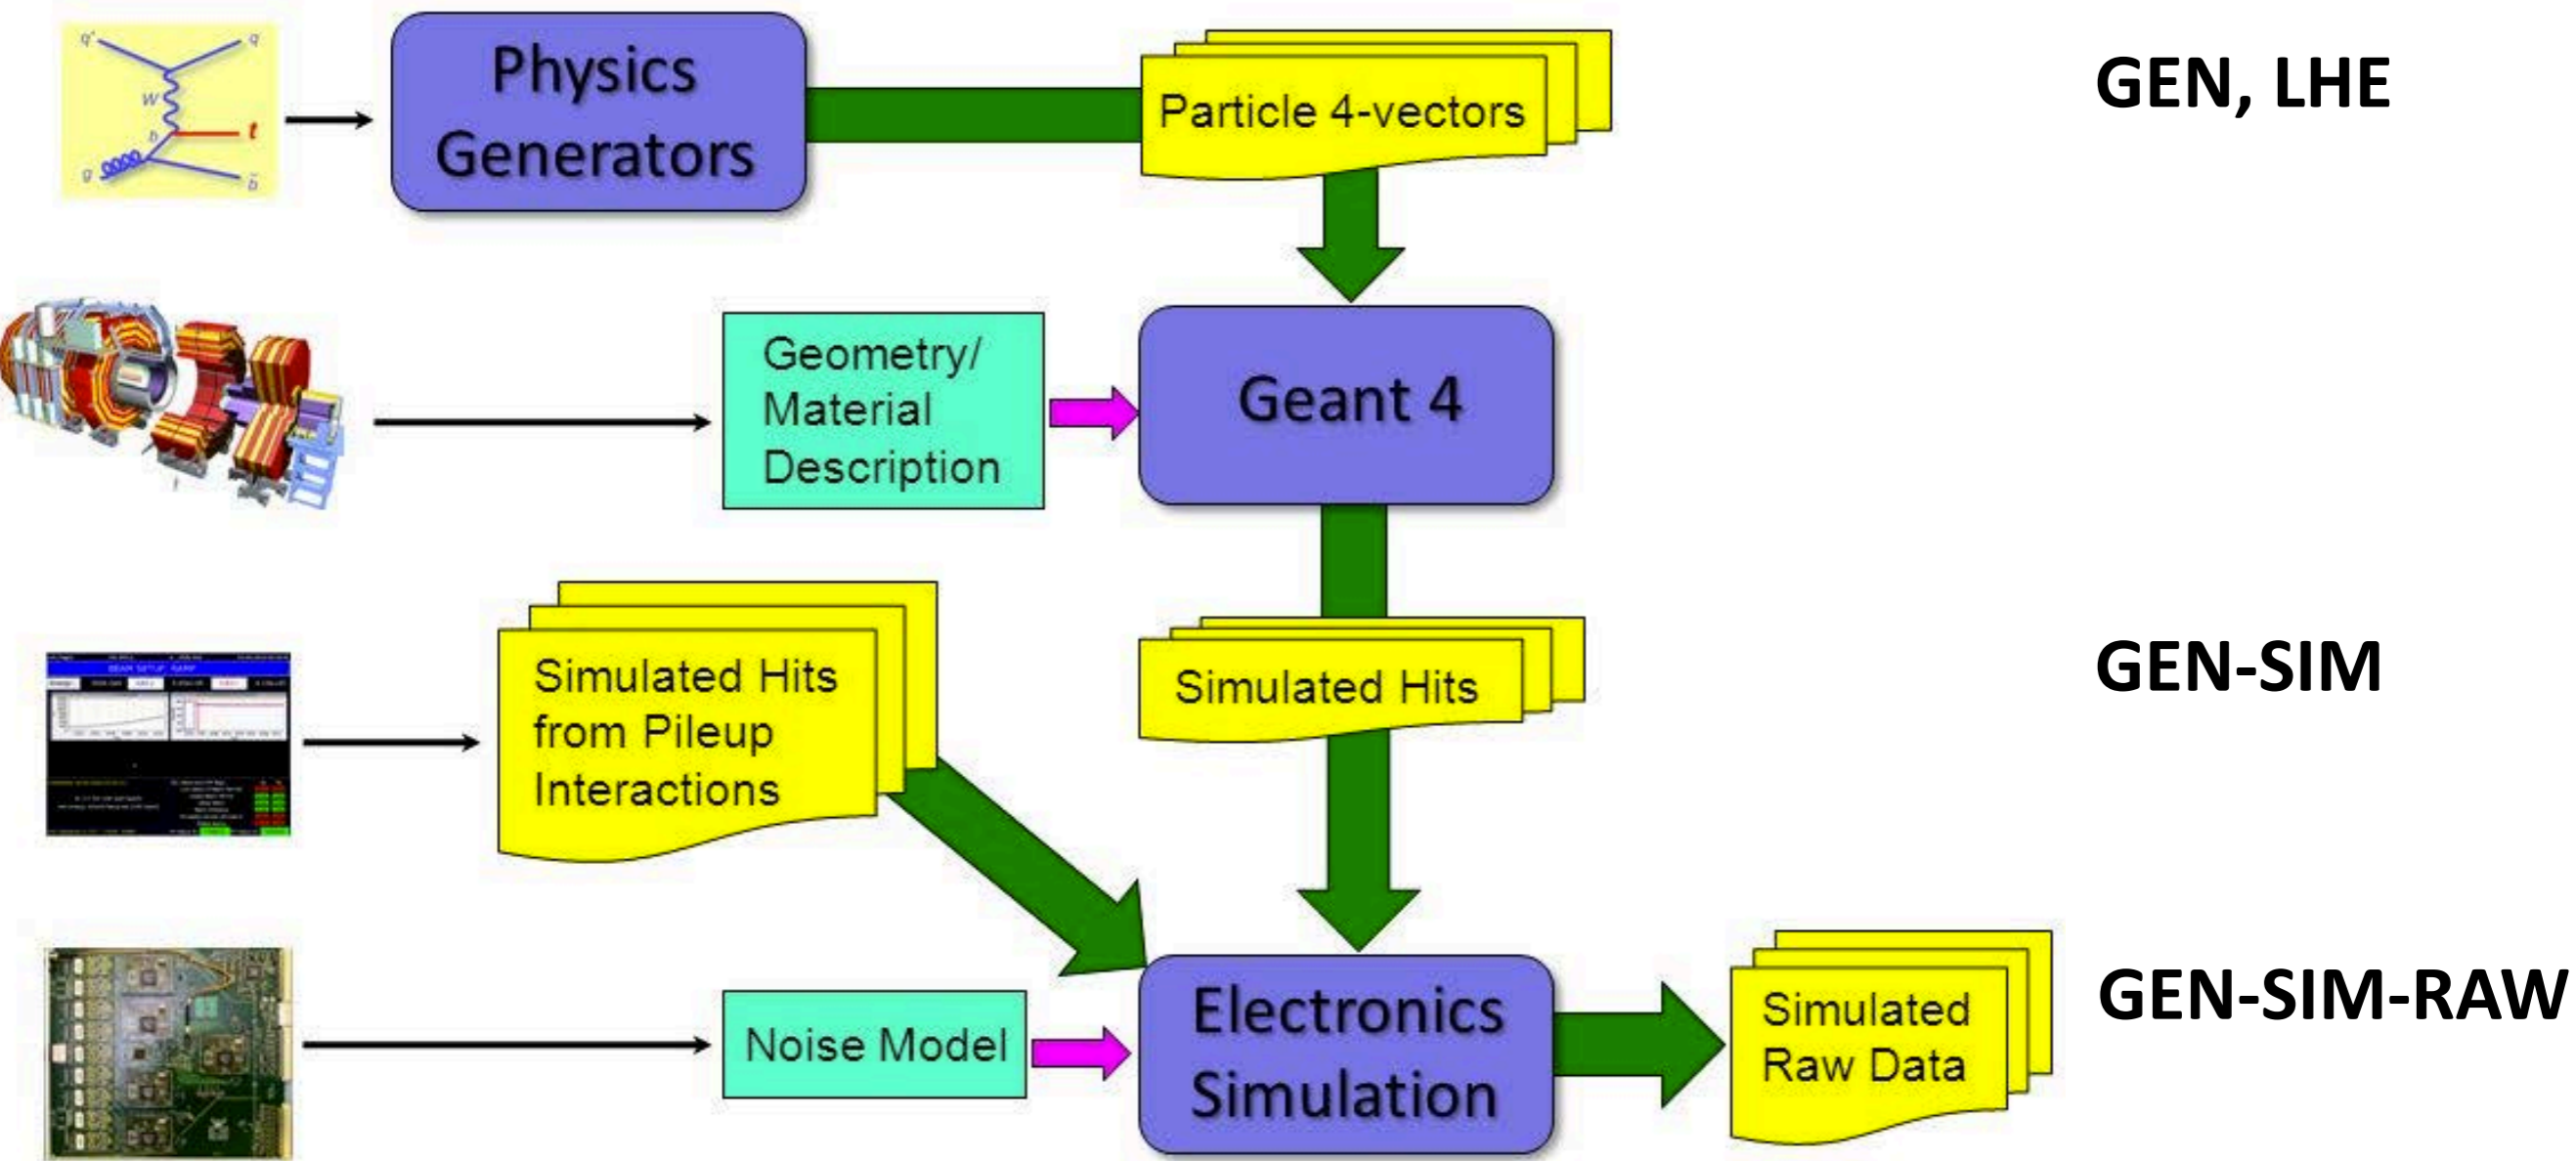 q'
q
W
b
t
g
b̄
Physics
Generators
Particle 4-vectors
GEN, LHE
Geometry/
Material
Description
Geant 4
Simulated Hits
from Pileup
Interactions
Simulated Hits
GEN-SIM
Noise Model
Electronics
Simulation
Simulated
Raw Data
GEN-SIM-RAW